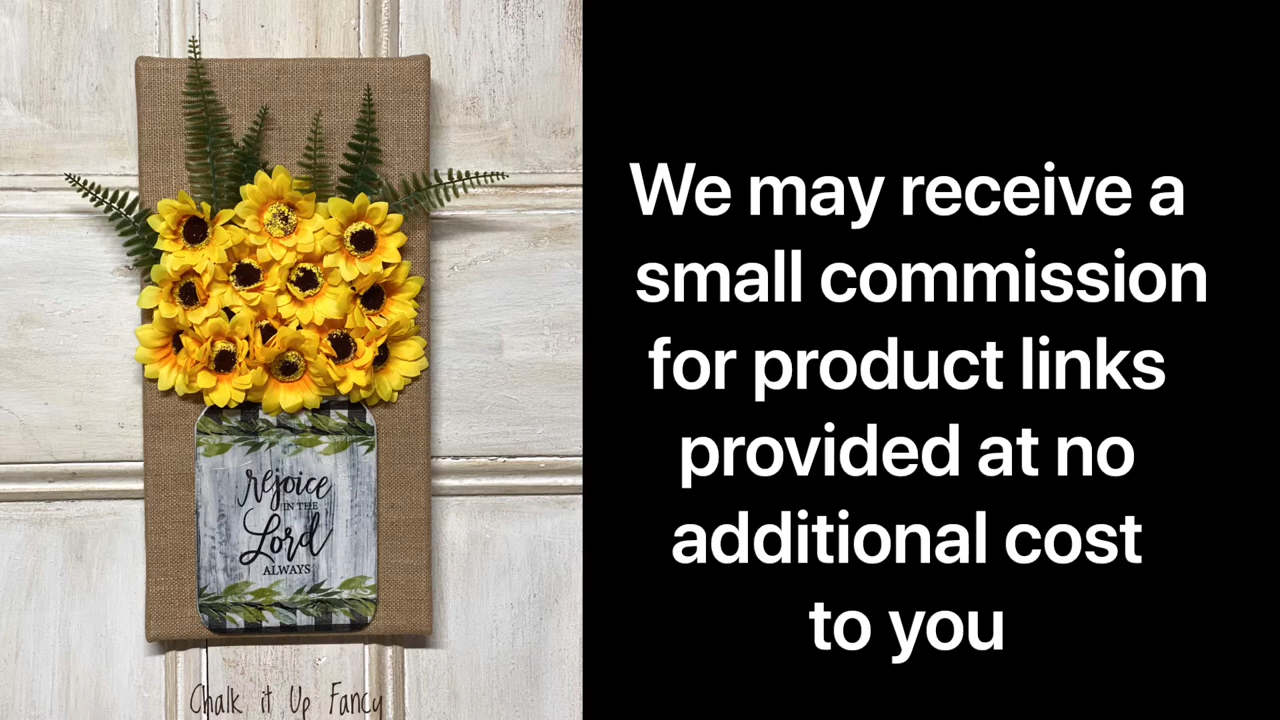 rejoice
IN THE
Lord
ALWAYS
Chalk it Up Fancy
We may receive a
small commission
for product links
provided at no
additional cost
to you